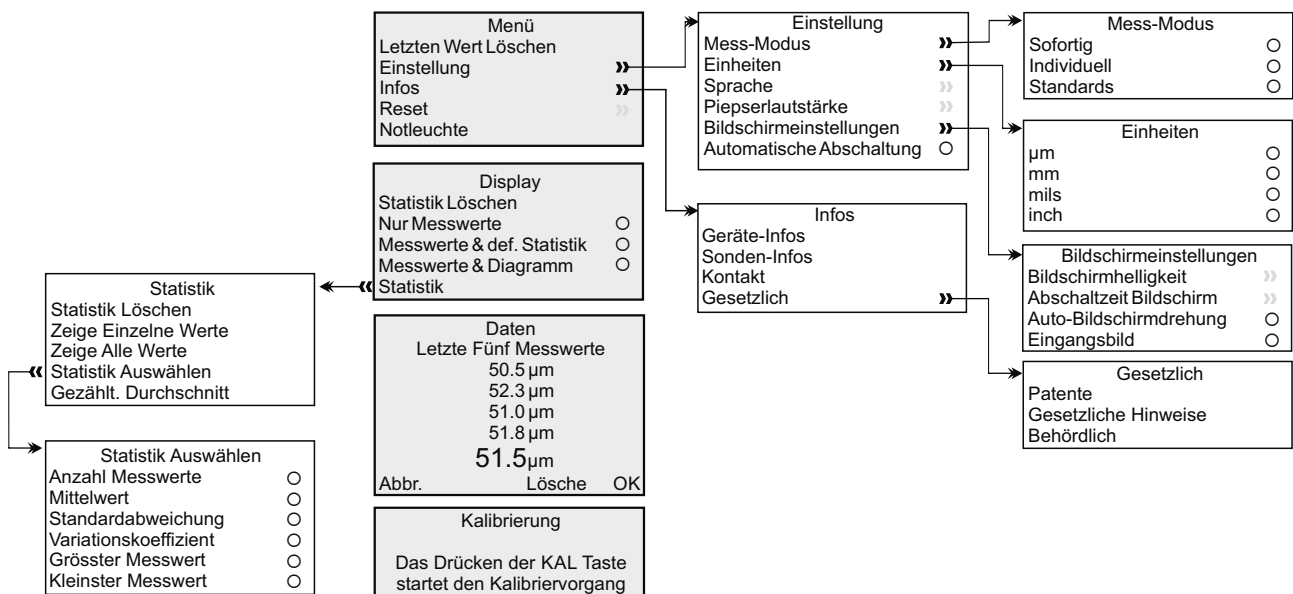 Menü
Letzten Wert Löschen
Einstellung
Infos
Reset
Notleuchte
Display
Statistik Löschen
Nur Messwerte
Messwerte & def. Statistik
Messwerte & Diagramm
Statistik
Daten
Letzte Fünf Messwerte
50.5 µm
52.3 µm
51.0 µm
51.8 µm
51.5µm
Abbr. Lösche OK
Kalibrierung
Das Drücken der KAL Taste
startet den Kalibriervorgang
Statistik
Statistik Löschen
Zeige Einzelne Werte
Zeige Alle Werte
Statistik Auswählen
Gezählt. Durchschnitt
Statistik Auswählen
Anzahl Messwerte
Mittelwert
Standardabweichung
Variationskoeffizient
Grösster Messwert
Kleinster Messwert
Einstellung
Mess-Modus
Einheiten
Sprache
Piepserlautstärke
Bildschirmeinstellungen
Automatische Abschaltung
Infos
Geräte-Infos
Sonden-Infos
Kontakt
Gesetzlich
Mess-Modus
Sofortig
Individuell
Standards
Einheiten
µm
mm
mils
inch
Bildschirmeinstellungen
Bildschirmhelligkeit
Abschaltzeit Bildschirm
Auto-Bildschirmdrehung
Eingangsbild
Gesetzlich
Patente
Gesetzliche Hinweise
Behördlich